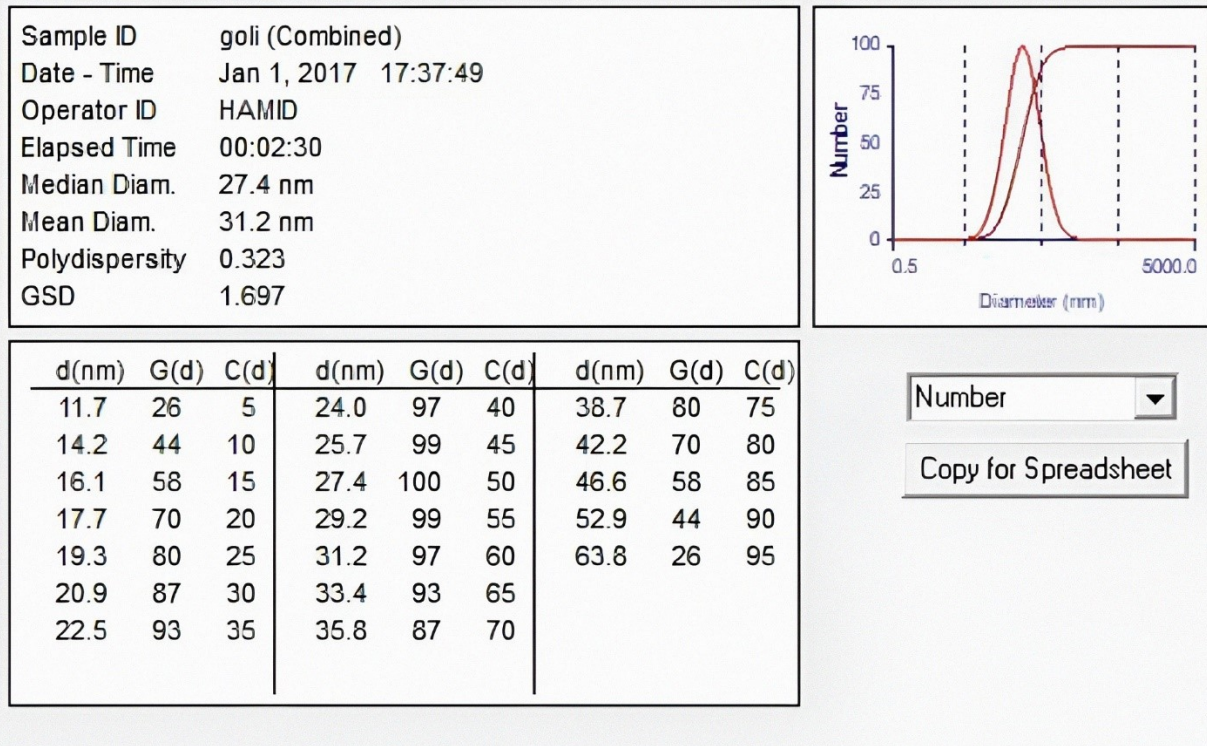 Sample ID goli (Combined)
Date - Time Jan 1, 2017 17:37:49
Operator ID HAMID
Elapsed Time 00:02:30
Median Diam. 27.4 nm
Mean Diam. 31.2 nm
Polydispersity 0.323
GSD 1.697
100
75
50
25
0
Number
0.5 5000.0
Diameter (nm)
d(nm) G(d) C(d) d(nm) G(d) C(d) d(nm) G(d) C(d)
11.7 26 5 24.0 97 40 38.7 80 75
14.2 44 10 25.7 99 45 42.2 70 80
16.1 58 15 27.4 100 50 46.6 58 85
17.7 70 20 29.2 99 55 52.9 44 90
19.3 80 25 31.2 97 60 63.8 26 95
20.9 87 30 33.4 93 65
22.5 93 35 35.8 87 70
Number
Copy for Spreadsheet